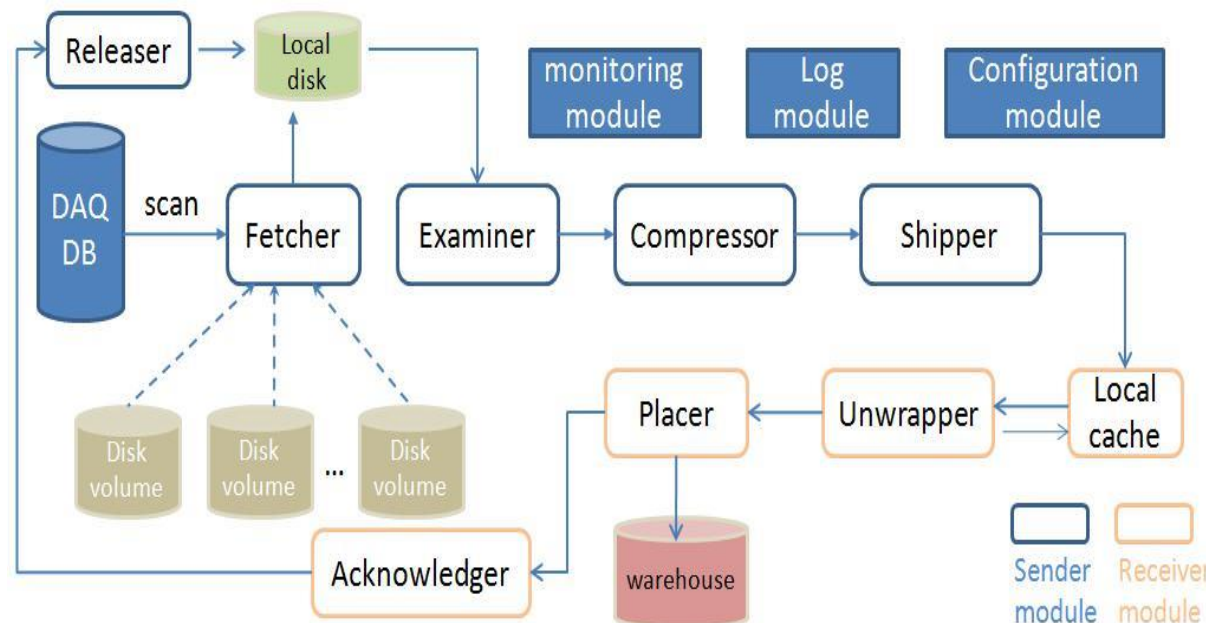 Releaser
Local
disk
monitoring
module
Log
module
Configuration
module
DAQ
DB
scan
Fetcher
Examiner
Compressor
Shipper
Disk
volume
Disk
volume
...
Disk
volume
Placer
Unwrapper
Local
cache
Acknowledger
warehouse
Sender
module
Receiver
module